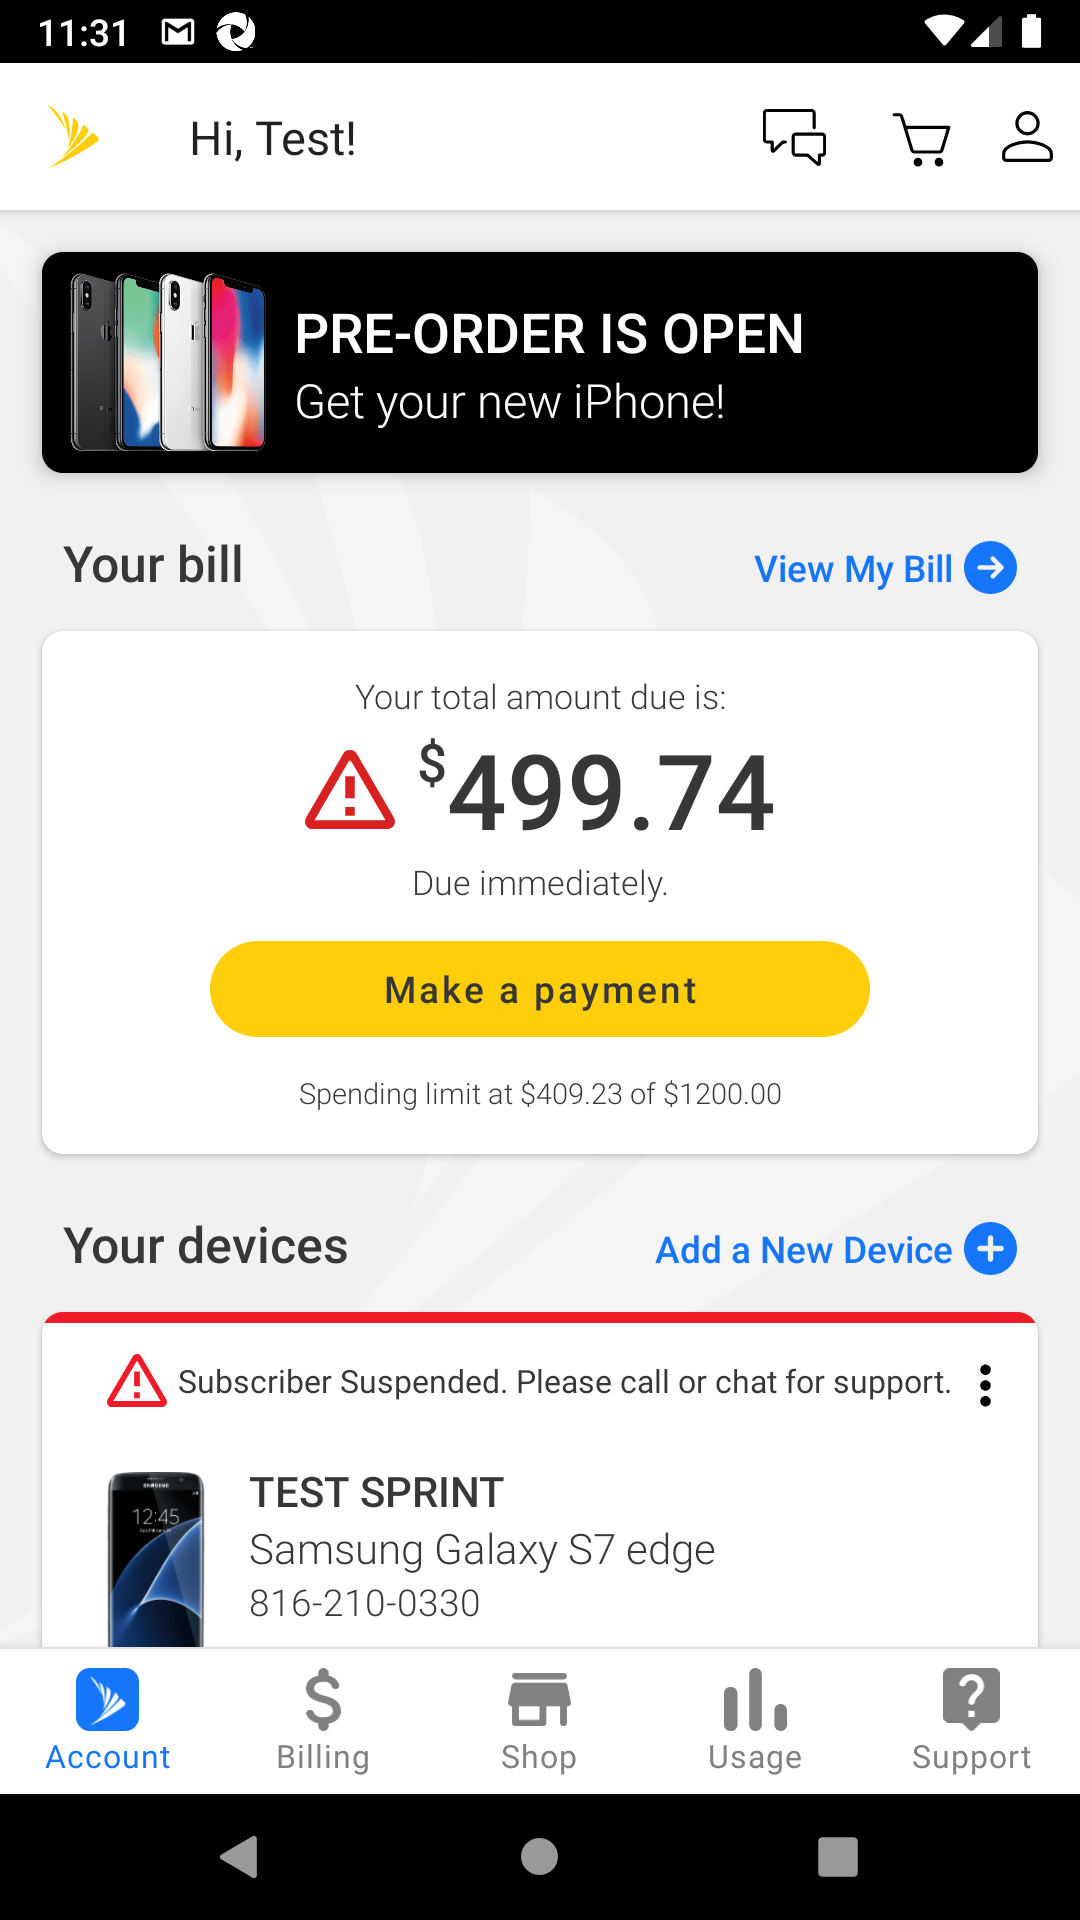 11:31
Hi, Test!
PRE-ORDER IS OPEN
Get your new iPhone!
Your bill
View My Bill
Your total amount due is:
$499.74
Due immediately.
Make a payment
Spending limit at $409.23 of $1200.00
Your devices
Add a New Device
Subscriber Suspended. Please call or chat for support.
SAMSUNG
12:45
TEST SPRINT
Samsung Galaxy S7 edge
816-210-0330
Account
Billing
Shop
Usage
Support